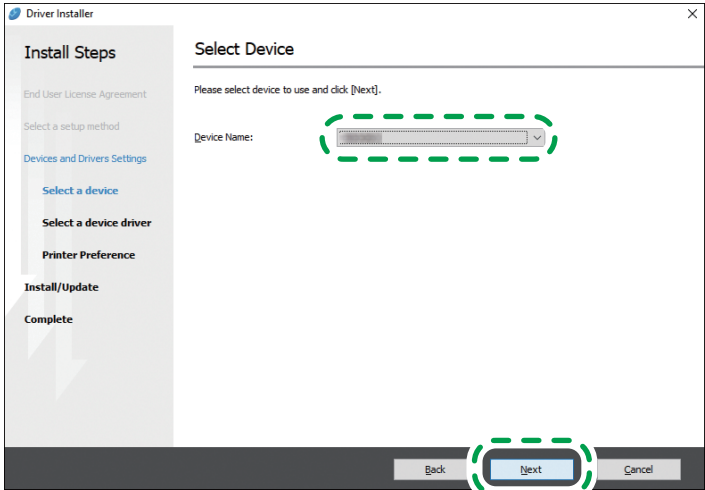 Driver Installer
Install Steps
End User License Agreement
Select a setup method
Devices and Drivers Settings
Select a device
Select a device driver
Printer Preference
Install/Update
Complete
Select Device
Please select device to use and click [Next].
Device Name:
Back
Next
Cancel